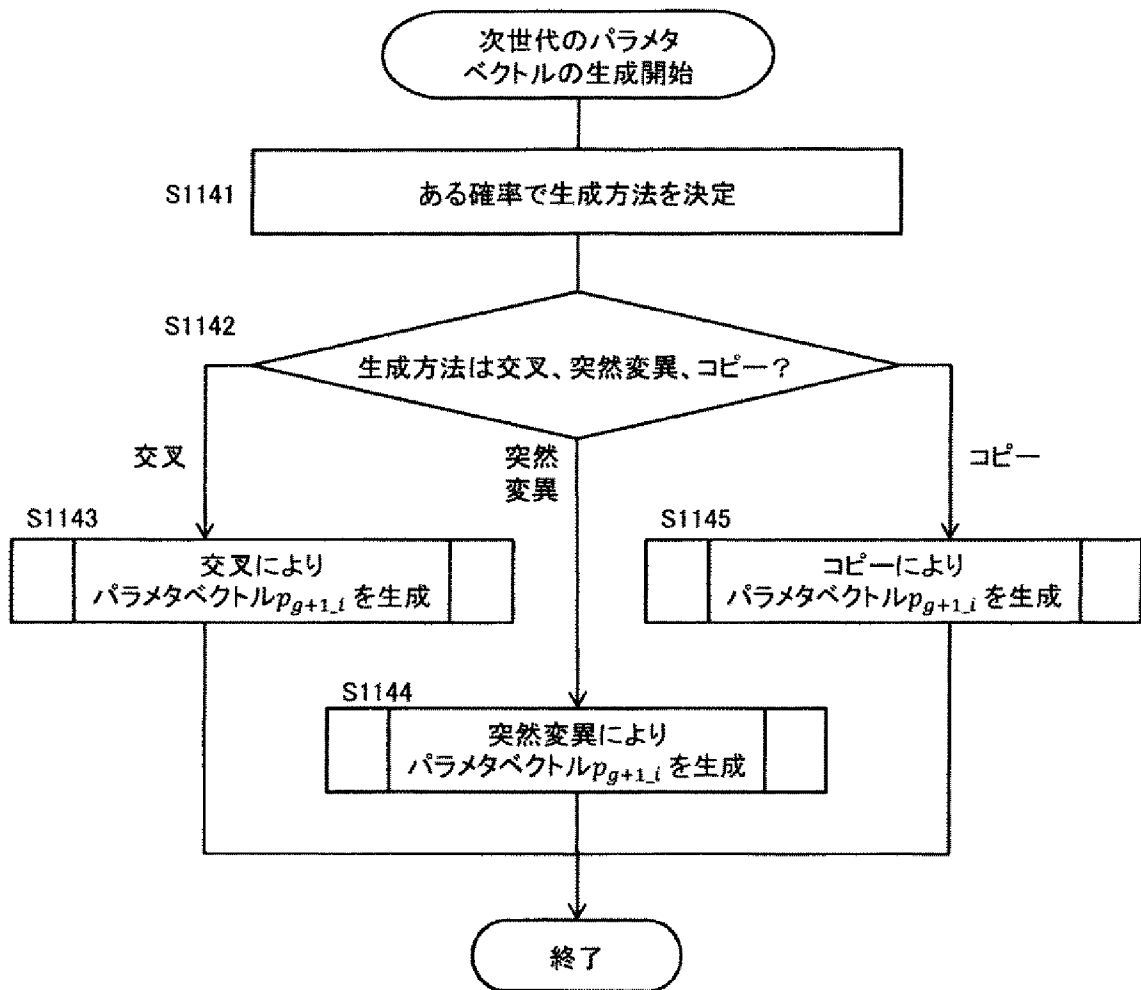 次世代のパラメタ
ベクトルの生成開始
S1141
ある確率で生成方法を決定
S1142
生成方法は交叉、突然変異、コピー？
交叉
突然
変異
コピー
S1143
交叉により
パラメタベクトルp_{g+1_i}を生成
S1145
コピーにより
パラメタベクトルp_{g+1_i}を生成
S1144
突然変異により
パラメタベクトルp_{g+1_i}を生成
終了